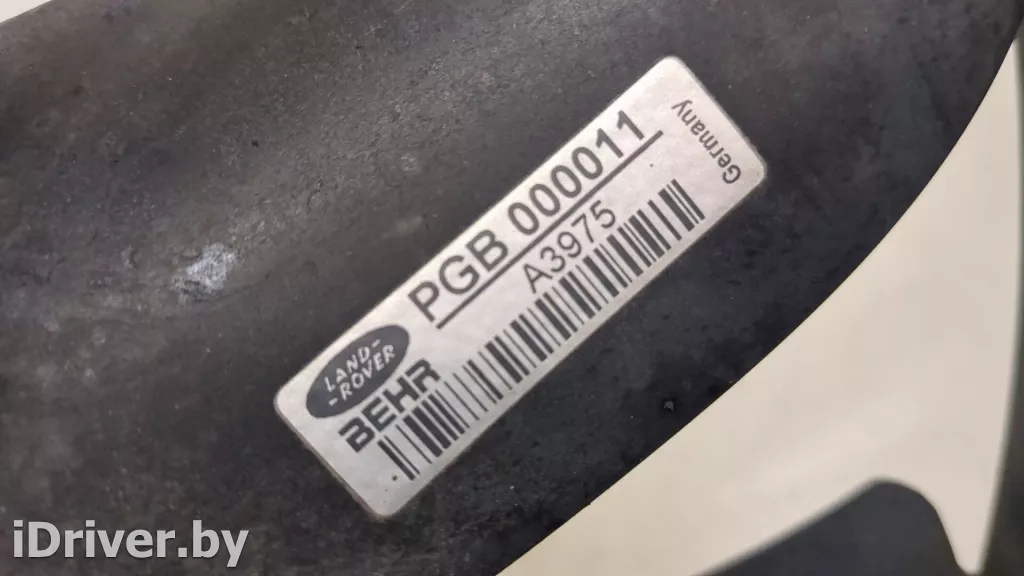 LAND-
-ROVER
PGB 000011
A3975
BEHR
Germany
iDriver.by